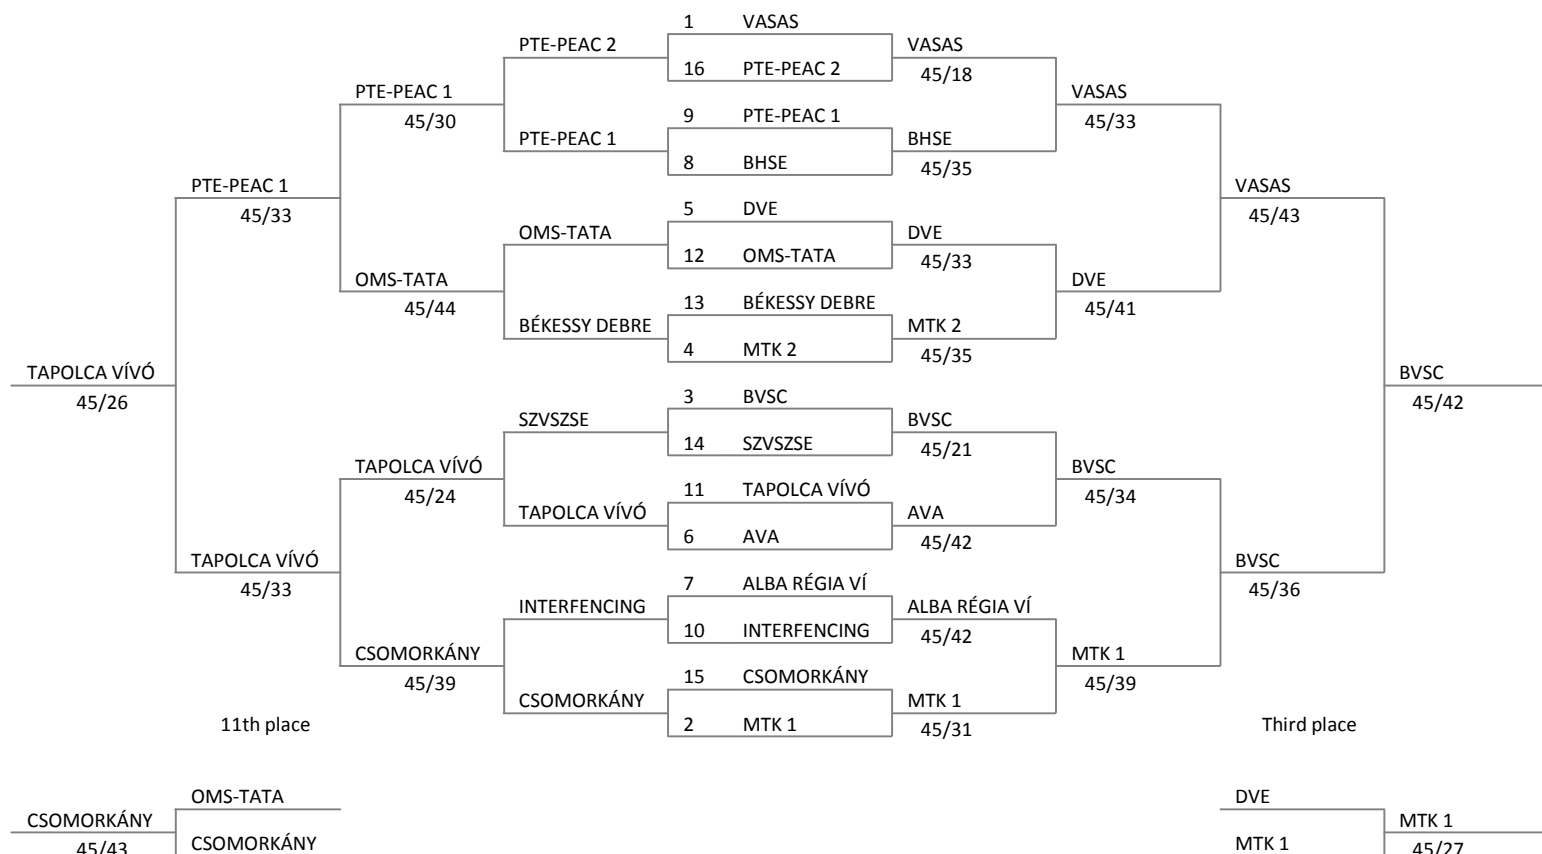 1 VASAS
PTE-PEAC 2 VASAS
16 PTE-PEAC 2 45/18
PTE-PEAC 1 VASAS
45/30 9 PTE-PEAC 1 45/33
PTE-PEAC 1 BHSE
8 BHSE 45/35
PTE-PEAC 1 VASAS
45/33 5 DVE 45/43
OMS-TATA DVE
12 OMS-TATA 45/33
OMS-TATA DVE
45/44 13 BÉKESSY DEBRE 45/41
BÉKESSY DEBRE MTK 2
4 MTK 2 45/35
TAPOLCA VÍVÓ BVSC
45/26 3 BVSC 45/42
SZVSZSE BVSC
14 SZVSZSE 45/21
TAPOLCA VÍVÓ BVSC
45/24 11 TAPOLCA VÍVÓ 45/34
TAPOLCA VÍVÓ AVA
6 AVA 45/42
TAPOLCA VÍVÓ BVSC
45/33 7 ALBA RÉGIA VÍ 45/36
INTERFENCING ALBA RÉGIA VÍ
10 INTERFENCING 45/42
CSOMORKÁNY MTK 1
45/39 15 CSOMORKÁNY 45/39
CSOMORKÁNY MTK 1
2 MTK 1 45/31
11th place Third place
OMS-TATA DVE
CSOMORKÁNY MTK 1
45/43 CSOMORKÁNY MTK 1 45/27